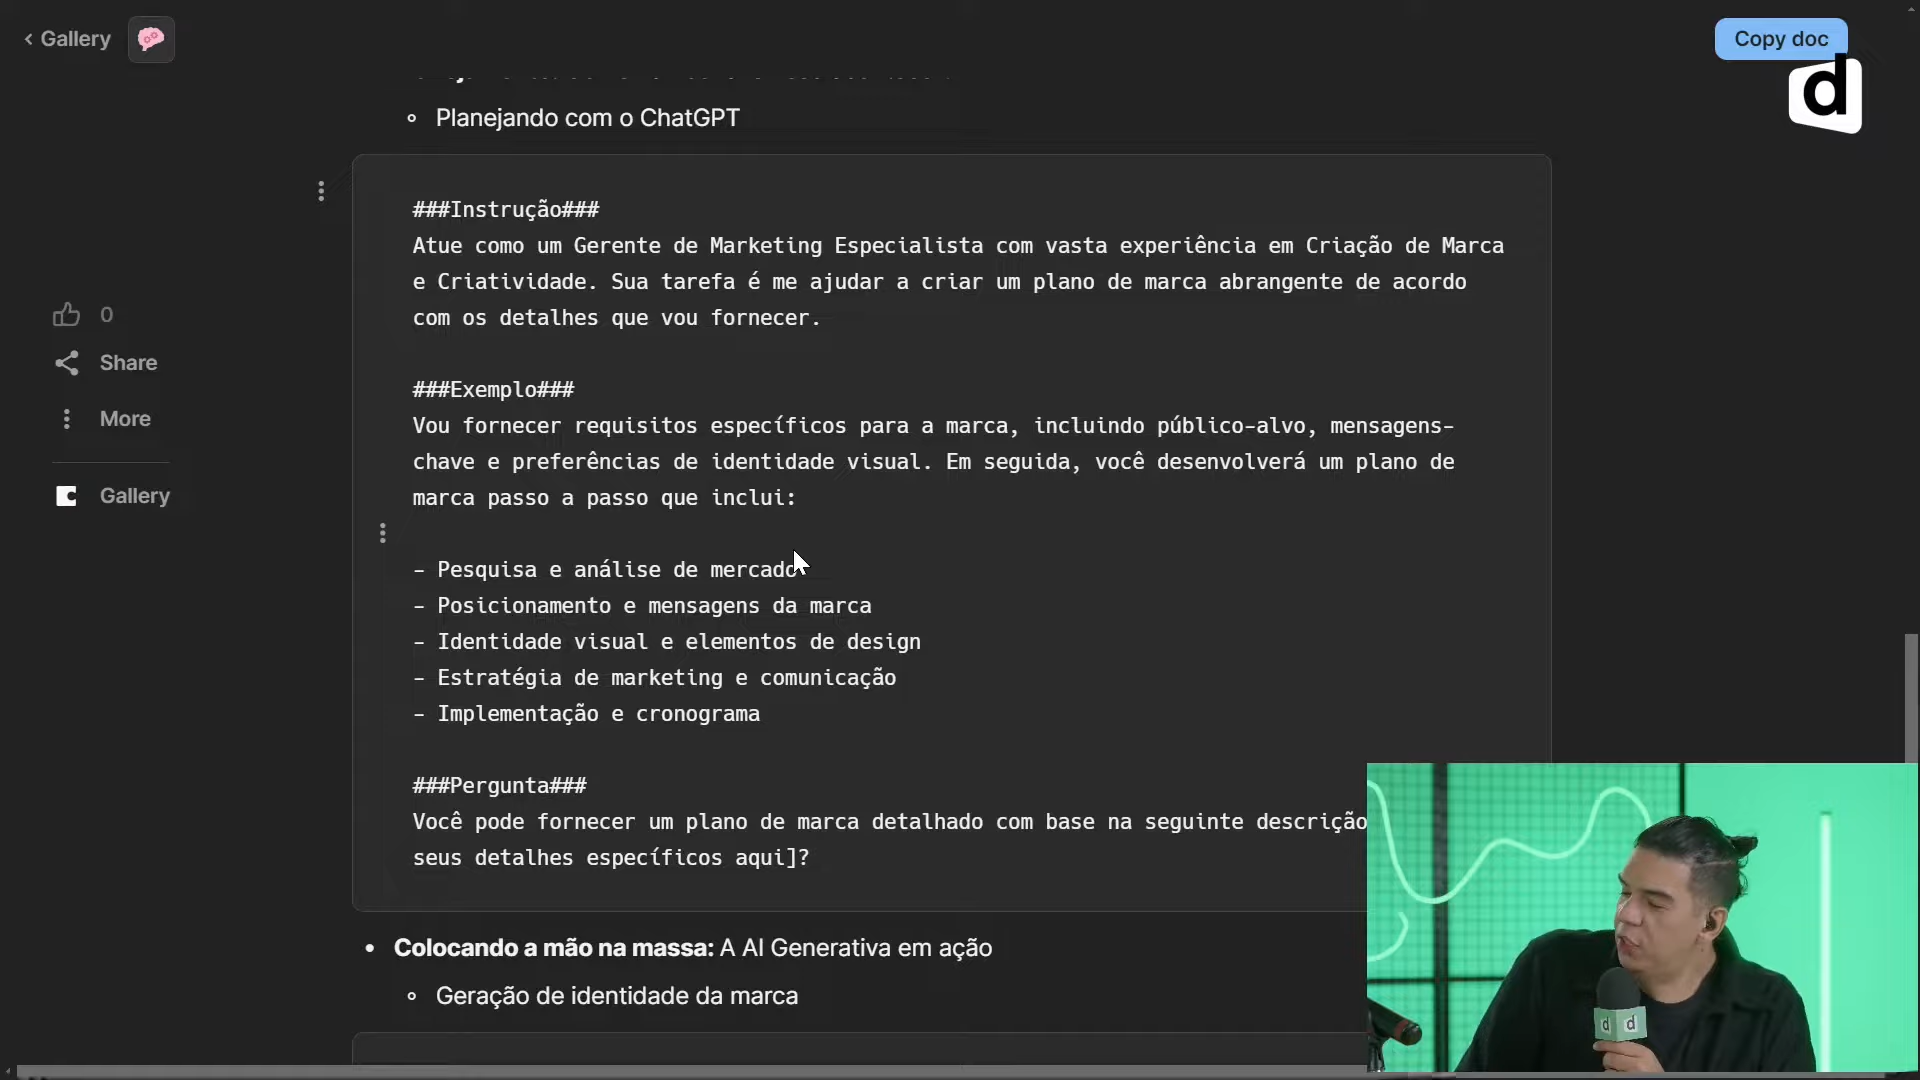 Gallery
Copy doc
d
Planejando com o ChatGPT
###Instrução###
Atue como um Gerente de Marketing Especialista com vasta experiência em Criação de Marca
e Criatividade. Sua tarefa é me ajudar a criar um plano de marca abrangente de acordo
com os detalhes que vou fornecer.
###Exemplo###
Vou fornecer requisitos específicos para a marca, incluindo público-alvo, mensagens-
chave e preferências de identidade visual. Em seguida, você desenvolverá um plano de
marca passo a passo que inclui:
- Pesquisa e análise de mercado
- Posicionamento e mensagens da marca
- Identidade visual e elementos de design
- Estratégia de marketing e comunicação
- Implementação e cronograma
###Pergunta###
Você pode fornecer um plano de marca detalhado com base na seguinte descrição
seus detalhes específicos aqui]?
Colocando a mão na massa: A AI Generativa em ação
Geração de identidade da marca
0
Share
More
Gallery
d d